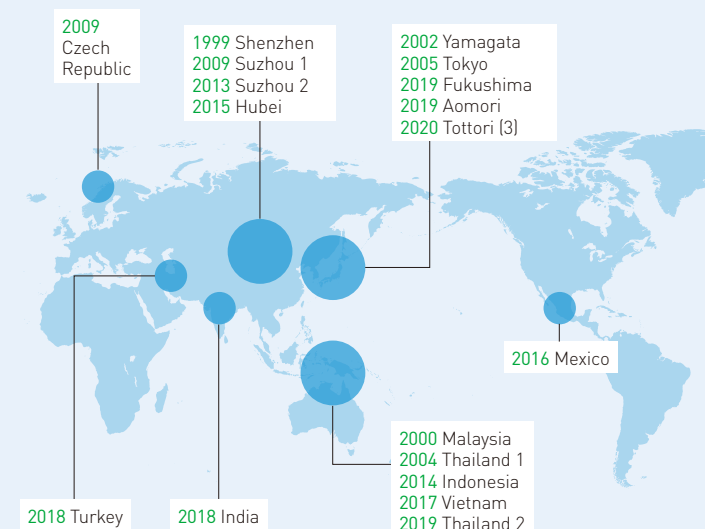 2009
Czech
Republic
1999 Shenzhen
2009 Suzhou 1
2013 Suzhou 2
2015 Hubei
2002 Yamagata
2005 Tokyo
2019 Fukushima
2019 Aomori
2020 Tottori (3)
2016 Mexico
2000 Malaysia
2004 Thailand 1
2014 Indonesia
2017 Vietnam
2019 Thailand 2
2018 Turkey
2018 India